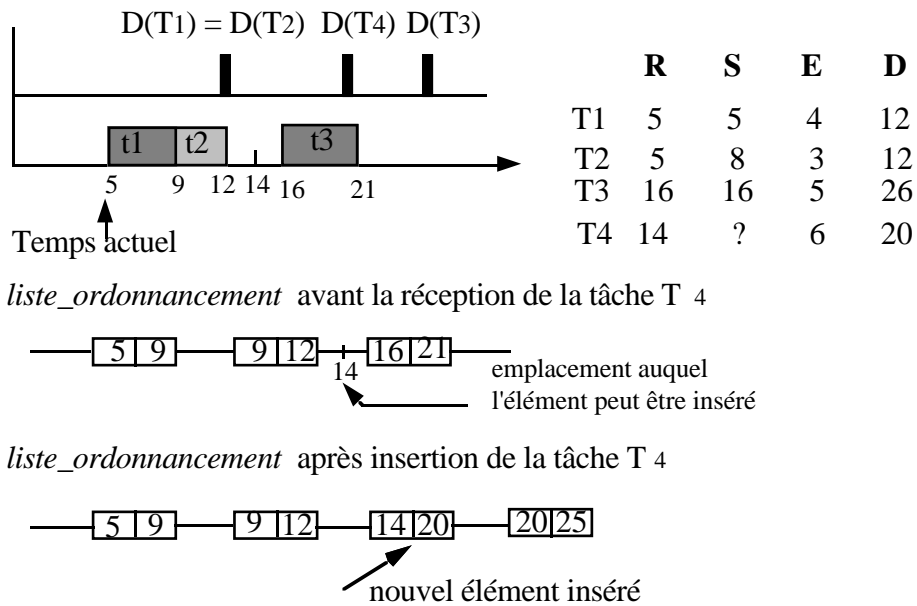 D(T1) = D(T2) D(T4) D(T3)
t1 t2 t3
5 9 12 14 16 21
Temps actuel
R S E D
T1 5 5 4 12
T2 5 8 3 12
T3 16 16 5 26
T4 14 ? 6 20
liste_ordonnancement avant la réception de la tâche T 4
5 9 9 12 16 21
14
emplacement auquel
l'élément peut être inséré
liste_ordonnancement après insertion de la tâche T 4
5 9 9 12 14 20 20 25
nouvel élément inséré